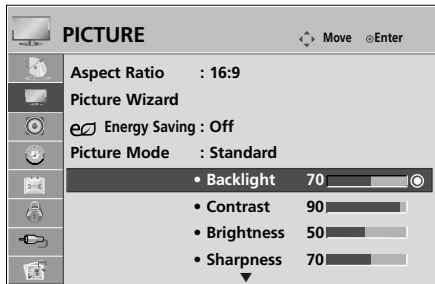 PICTURE
Move Enter
Aspect Ratio : 16:9
Picture Wizard
Energy Saving : Off
Picture Mode : Standard
• Backlight 70
• Contrast 90
• Brightness 50
• Sharpness 70